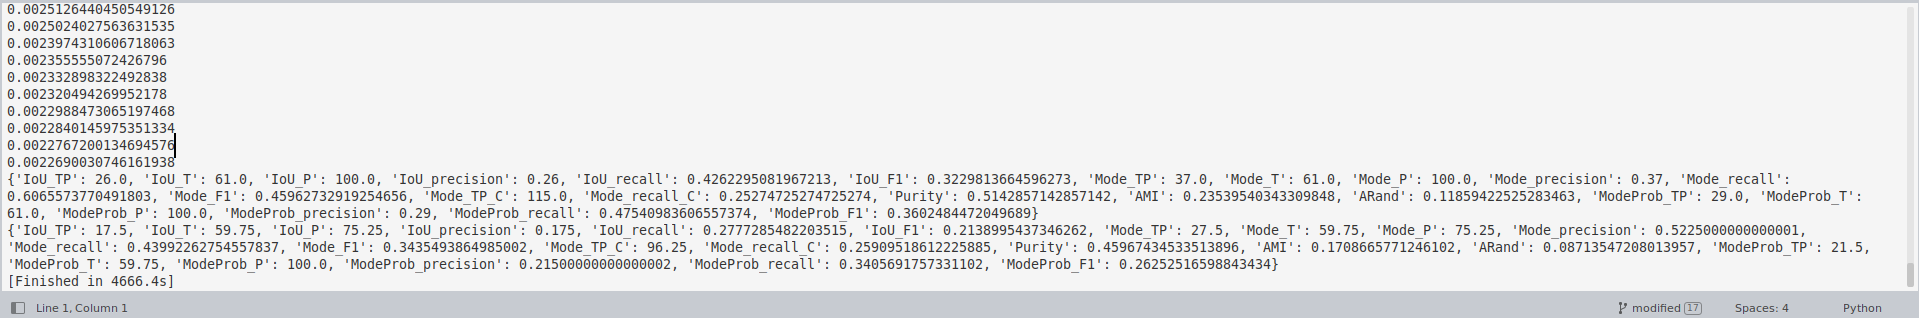 0.0025126440450549126
0.0025024027563631535
0.0023974310606718063
0.002355555072426796
0.002332898322492838
0.002320494269952178
0.0022988473065197468
0.0022840145975351334
0.0022767200134694576
0.0022690030746161938
{'IoU_TP': 26.0, 'IoU_T': 61.0, 'IoU_P': 100.0, 'IoU_precision': 0.26, 'IoU_recall': 0.4262295081967213, 'IoU_F1': 0.3229813664596273, 'Mode_TP': 37.0, 'Mode_T': 61.0, 'Mode_P': 100.0, 'Mode_precision': 0.37, 'Mode_recall':
0.6065573770491803, 'Mode_F1': 0.45962732919254656, 'Mode_TP_C': 115.0, 'Mode_recall_C': 0.25274725274725274, 'Purity': 0.5142857142857142, 'AMI': 0.23539540343309848, 'ARand': 0.11859422525283463, 'ModeProb_TP': 29.0, 'ModeProb_T':
61.0, 'ModeProb_P': 100.0, 'ModeProb_precision': 0.29, 'ModeProb_recall': 0.47540983606557374, 'ModeProb_F1': 0.3602484472049689}
{'IoU_TP': 17.5, 'IoU_T': 59.75, 'IoU_P': 75.25, 'IoU_precision': 0.175, 'IoU_recall': 0.2777285482203515, 'IoU_F1': 0.2138995437346262, 'Mode_TP': 27.5, 'Mode_T': 59.75, 'Mode_P': 75.25, 'Mode_precision': 0.5225000000000001,
'Mode_recall': 0.43992262754557837, 'Mode_F1': 0.3435493864985002, 'Mode_TP_C': 96.25, 'Mode_recall_C': 0.25909518612225885, 'Purity': 0.45967434533513896, 'AMI': 0.1708665771246102, 'ARand': 0.08713547208013957, 'ModeProb_TP': 21.5,
'ModeProb_T': 59.75, 'ModeProb_P': 100.0, 'ModeProb_precision': 0.21500000000000002, 'ModeProb_recall': 0.3405691757331102, 'ModeProb_F1': 0.26252516598843434}
[Finished in 4666.4s]
Line 1, Column 1 modified 17 Spaces: 4 Python